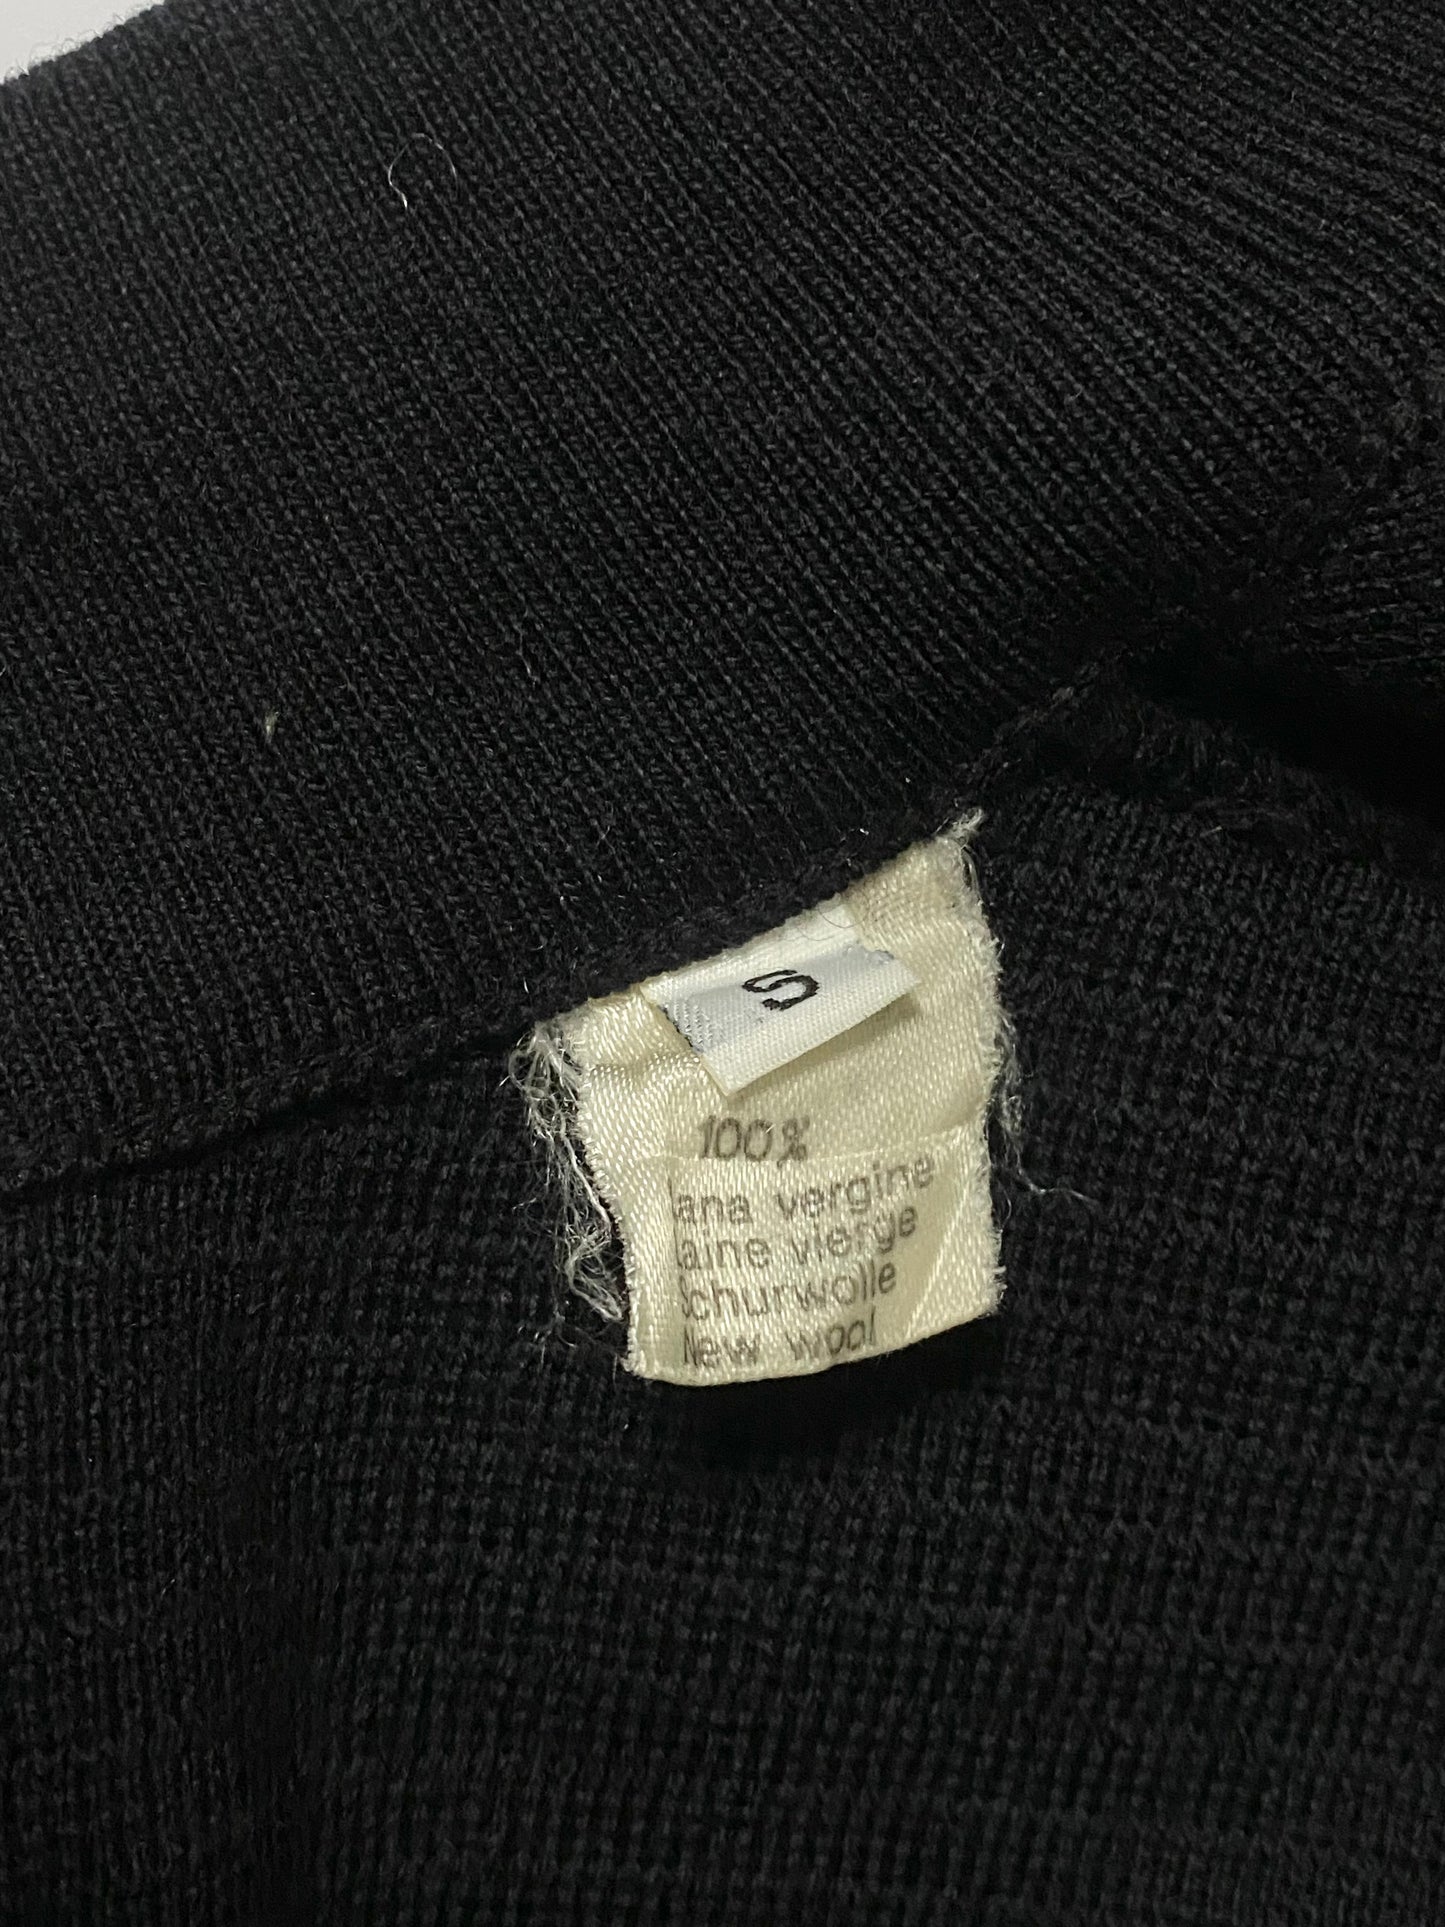 S
100%
lana vergine
laine vierge
Schurwolle
New wool